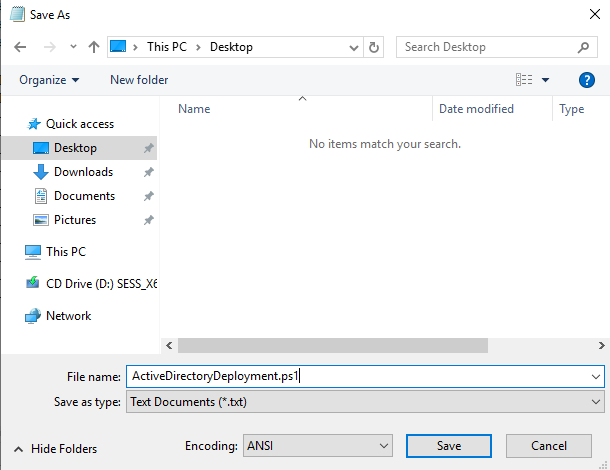 Save As
This PC Desktop
Search Desktop
Organize New folder
?
Name Date modified Type
No items match your search.
Quick access
Desktop
Downloads
Documents
Pictures
This PC
CD Drive (D:) SESS_X6
Network
File name: ActiveDirectoryDeployment.ps1
Save as type: Text Documents (*.txt)
Hide Folders Encoding: ANSI Save Cancel